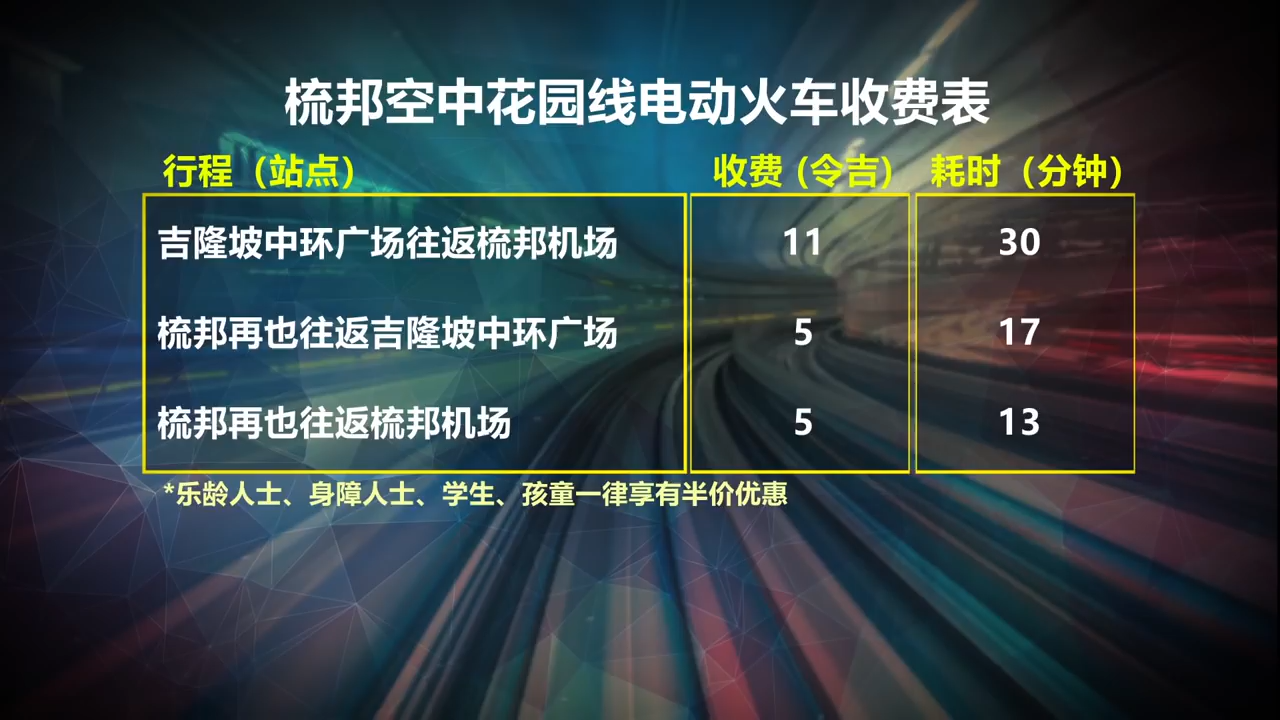 梳邦空中花园线电动火车收费表
行程（站点） 收费 (令吉) 耗时（分钟）
吉隆坡中环广场往返梳邦机场 11 30
梳邦再也往返吉隆坡中环广场 5 17
梳邦再也往返梳邦机场 5 13
*乐龄人士、身障人士、学生、孩童一律享有半价优惠